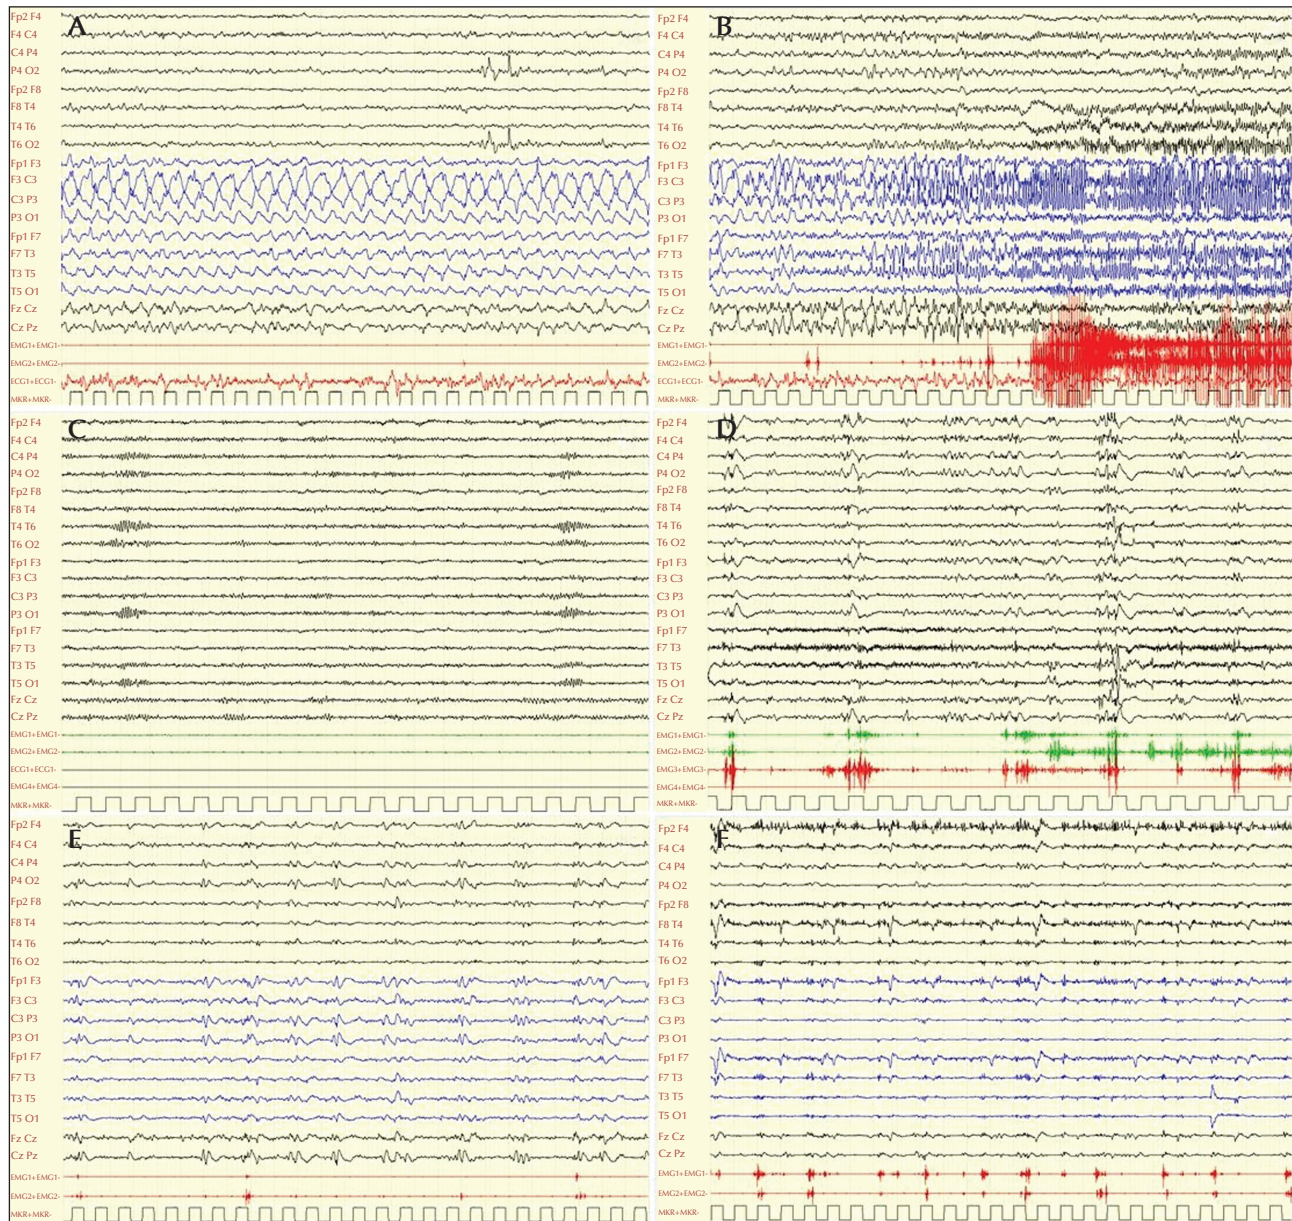 A
Fp2 F4
F4 C4
C4 P4
P4 O2
Fp2 F8
F8 T4
T4 T6
T6 O2
Fp1 F3
F3 C3
C3 P3
P3 O1
Fp1 F7
F7 T3
T3 T5
T5 O1
Fz Cz
Cz Pz
EMG1+EMG1-
EMG2+EMG2-
ECG1+ECG1-
MKR+MKR-
B
Fp2 F4
F4 C4
C4 P4
P4 O2
Fp2 F8
F8 T4
T4 T6
T6 O2
Fp1 F3
F3 C3
C3 P3
P3 O1
Fp1 F7
F7 T3
T3 T5
T5 O1
Fz Cz
Cz Pz
EMG1+EMG1-
EMG2+EMG2-
ECG1+ECG1-
MKR+MKR-
C
Fp2 F4
F4 C4
C4 P4
P4 O2
Fp2 F8
F8 T4
T4 T6
T6 O2
Fp1 F3
F3 C3
C3 P3
P3 O1
Fp1 F7
F7 T3
T3 T5
T5 O1
Fz Cz
Cz Pz
EMG1+EMG1-
EMG2+EMG2-
ECG1+ECG1-
EMG4+EMG4-
MKR+MKR-
D
Fp2 F4
F4 C4
C4 P4
P4 O2
Fp2 F8
F8 T4
T4 T6
T6 O2
Fp1 F3
F3 C3
C3 P3
P3 O1
Fp1 F7
F7 T3
T3 T5
T5 O1
Fz Cz
Cz Pz
EMG1+EMG1-
EMG2+EMG2-
EMG3+EMG3-
EMG4+EMG4-
MKR+MKR-
E
Fp2 F4
F4 C4
C4 P4
P4 O2
Fp2 F8
F8 T4
T4 T6
T6 O2
Fp1 F3
F3 C3
C3 P3
P3 O1
Fp1 F7
F7 T3
T3 T5
T5 O1
Fz Cz
Cz Pz
EMG1+EMG1-
EMG2+EMG2-
MKR+MKR-
F
Fp2 F4
F4 C4
C4 P4
P4 O2
Fp2 F8
F8 T4
T4 T6
T6 O2
Fp1 F3
F3 C3
C3 P3
P3 O1
Fp1 F7
F7 T3
T3 T5
T5 O1
Fz Cz
Cz Pz
EMG1+EMG1-
EMG2+EMG2-
MKR+MKR-